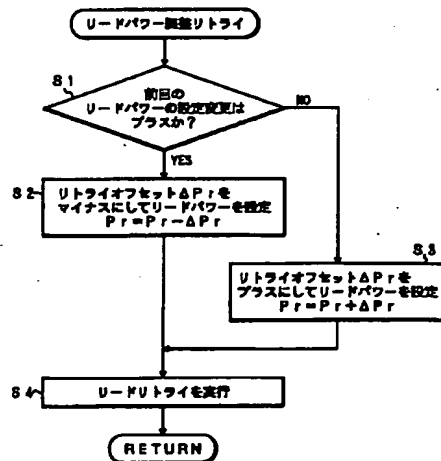 リードパワー調整リトライ
S1
前回の
リードパワーの設定変更は
プラスか?
NO
YES
S2
リトライオフセットΔPrを
マイナスにしてリードパワーを設定
Pr=Pr-ΔPr
S3
リトライオフセットΔPrを
プラスにしてリードパワーを設定
Pr=Pr+ΔPr
S4
リードリトライを実行
RETURN